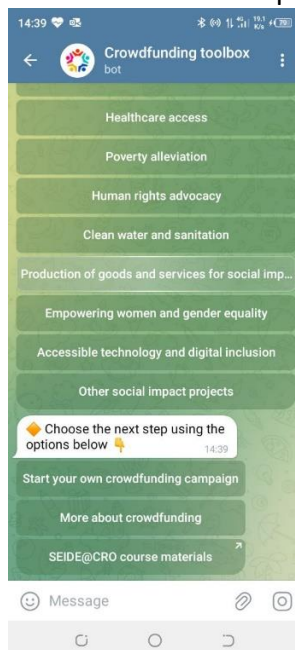 14:39
19.1
K/s
Crowdfunding toolbox
bot
Healthcare access
Poverty alleviation
Human rights advocacy
Clean water and sanitation
Production of goods and services for social imp...
Empowering women and gender equality
Accessible technology and digital inclusion
Other social impact projects
Choose the next step using the
options below
14:39
Start your own crowdfunding campaign
More about crowdfunding
SEIDE@CRO course materials
Message